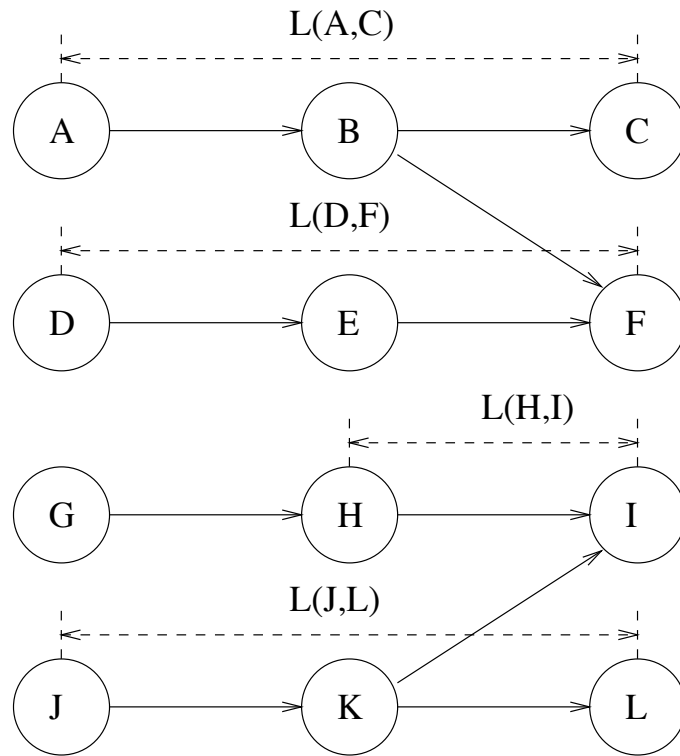 L(A,C)
A B C
L(D,F)
D E F
L(H,I)
G H I
L(J,L)
J K L